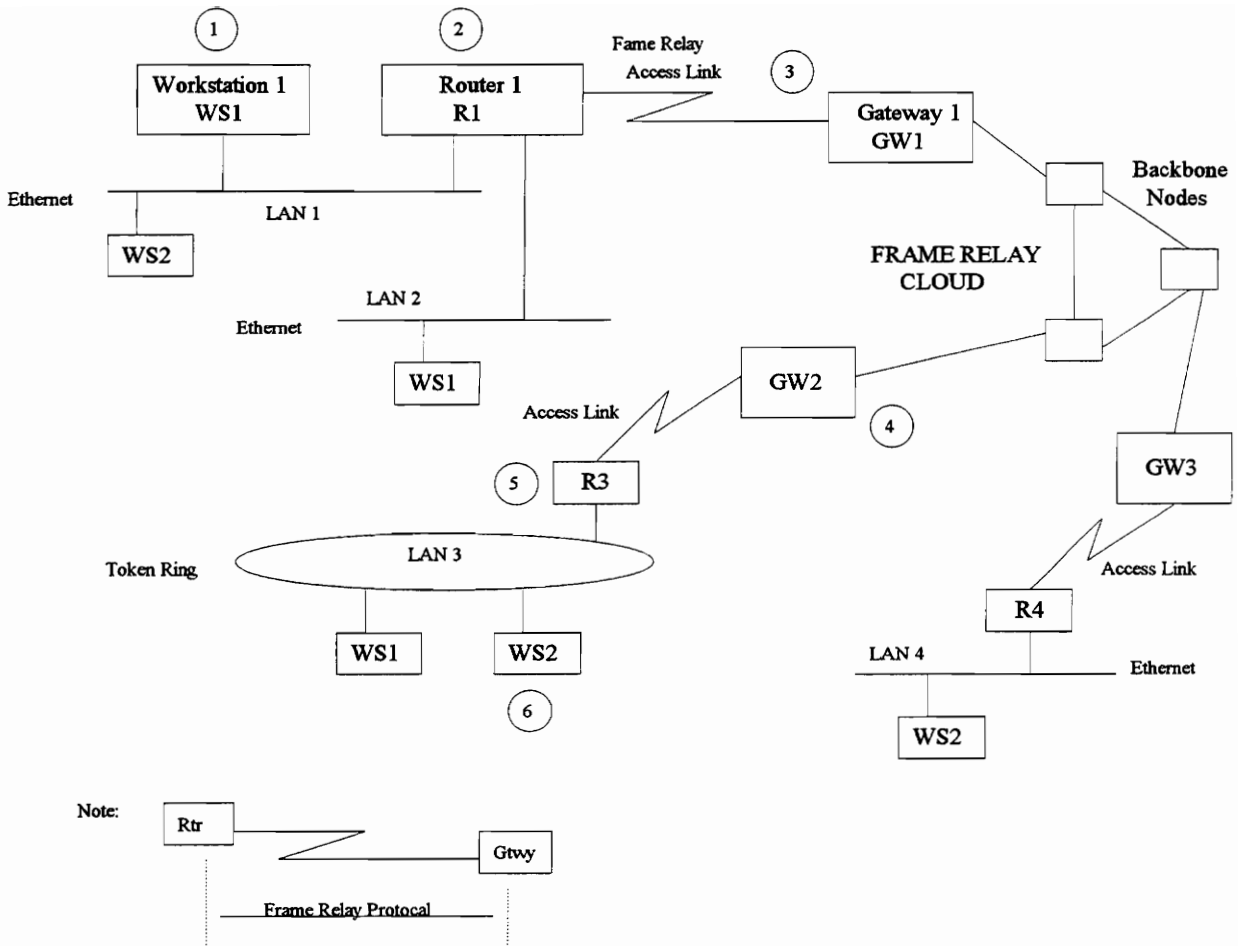 1
2
Fame Relay
Access Link
3
Workstation 1
WS1
Router 1
R1
Gateway 1
GW1
Backbone
Nodes
Ethernet
LAN 1
WS2
FRAME RELAY
CLOUD
LAN 2
Ethernet
WS1
GW2
Access Link
4
5
R3
GW3
LAN 3
Token Ring
Access Link
R4
WS1
WS2
LAN 4
Ethernet
6
WS2
Note:
Rtr
Gtwy
Frame Relay Protocal